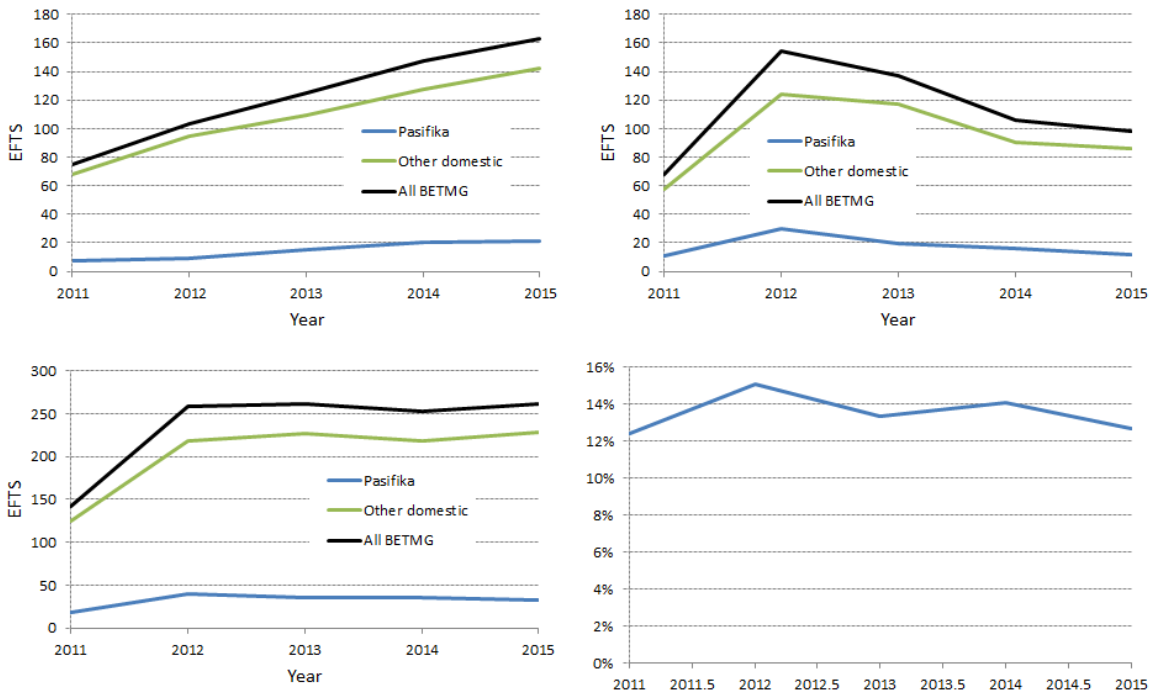 180
160
140
120
100
80
60
40
20
0
EFTS
Pasifika
Other domestic
All BETMG
2011 2012 2013 2014 2015
Year
180
160
140
120
100
80
60
40
20
0
EFTS
Pasifika
Other domestic
All BETMG
2011 2012 2013 2014 2015
Year
300
250
200
150
100
50
0
EFTS
Pasifika
Other domestic
All BETMG
2011 2012 2013 2014 2015
Year
16%
14%
12%
10%
8%
6%
4%
2%
0%
2011 2011.5 2012 2012.5 2013 2013.5 2014 2014.5 2015